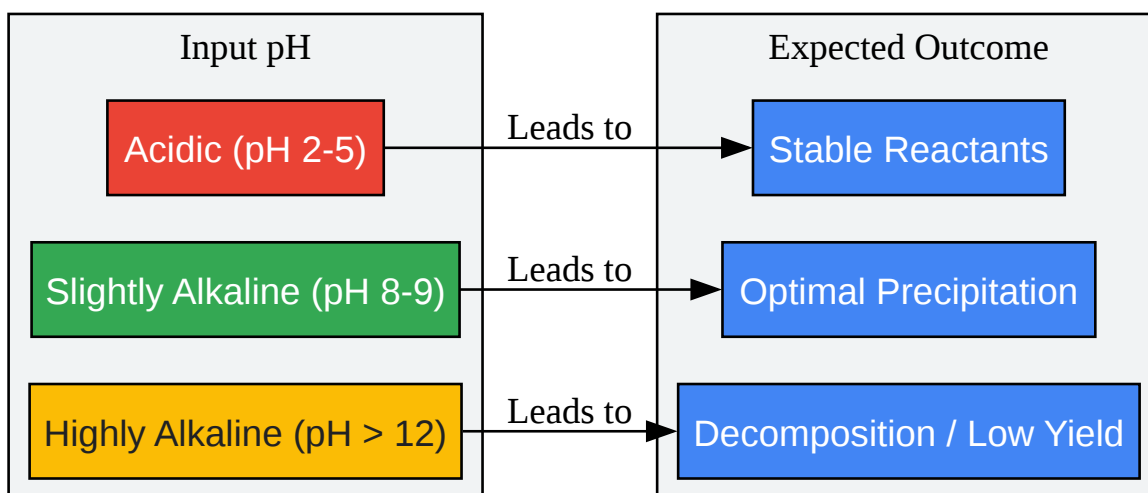 Input pH
Expected Outcome
Acidic (pH 2-5)
Leads to
Stable Reactants
Slightly Alkaline (pH 8-9)
Leads to
Optimal Precipitation
Highly Alkaline (pH > 12)
Leads to
Decomposition / Low Yield